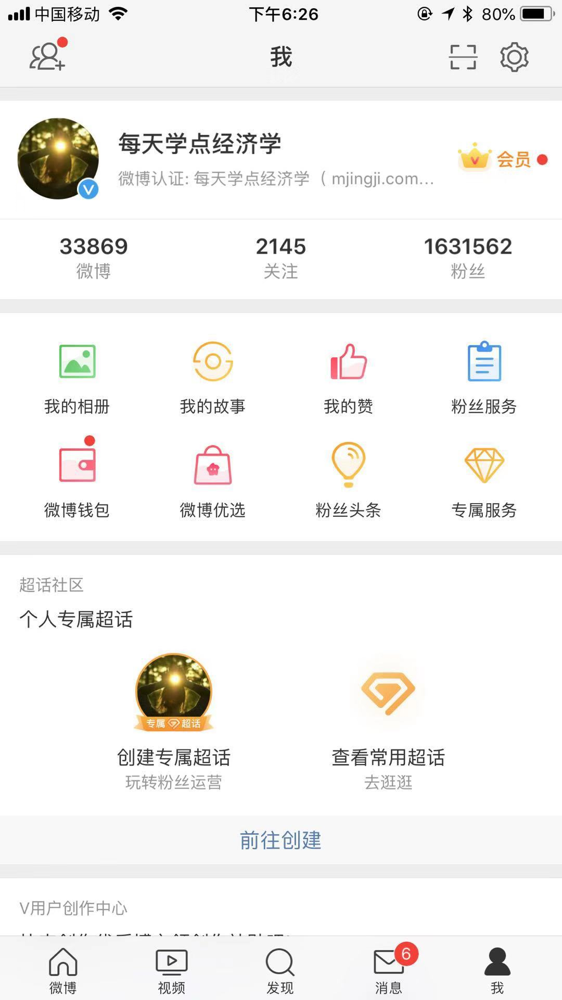 中国移动 下午6:26 80%
我
每天学点经济学
微博认证: 每天学点经济学（mjingji.com...
会员
33869 2145 1631562
微博 关注 粉丝
我的相册 我的故事 我的赞 粉丝服务
微博钱包 微博优选 粉丝头条 专属服务
超话社区
个人专属超话
专属 超话
创建专属超话 查看常用超话
玩转粉丝运营 去逛逛
前往创建
V用户创作中心
6
微博 视频 发现 消息 我